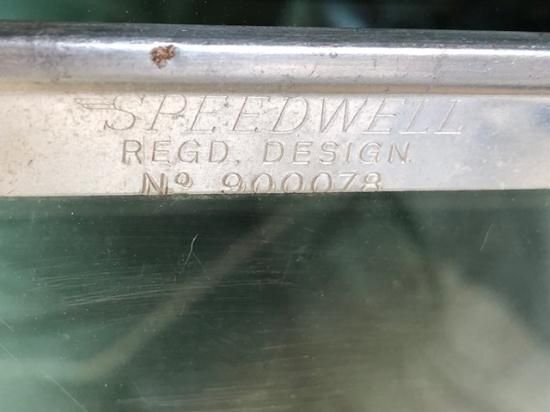 SPEEDWELL
REGD. DESIGN.
Nº 900078